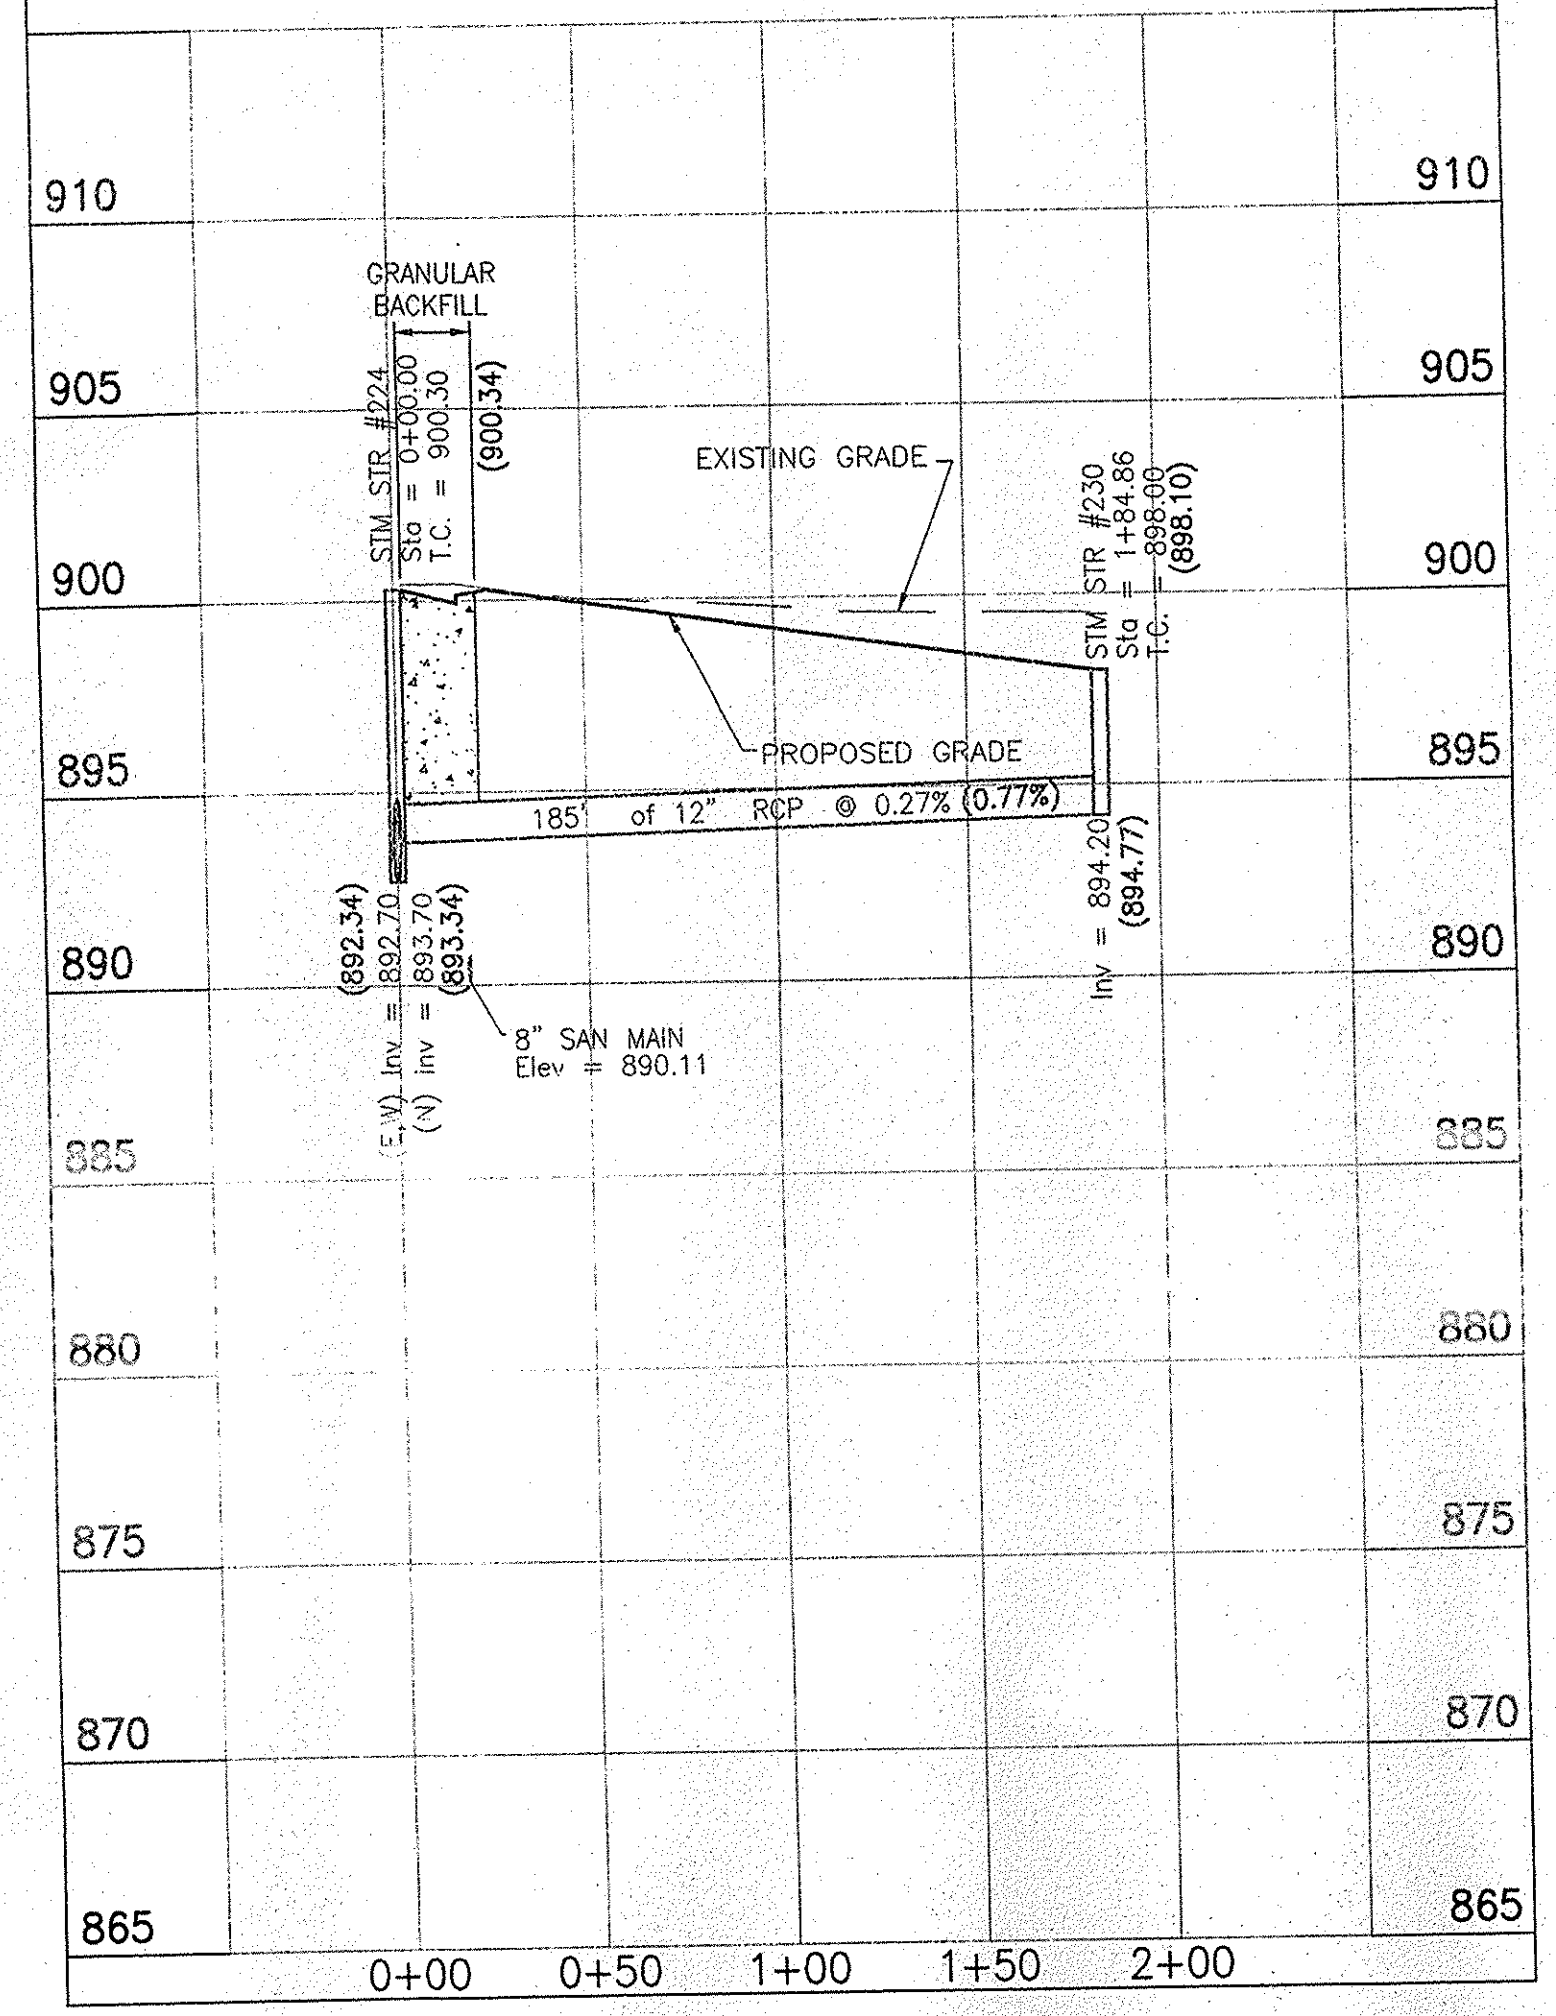 910
910
GRANULAR
BACKFILL
905
905
STM STR #224
Sta = 0+00.00
T.C. = 900.30
(900.34)
EXISTING GRADE
STM STR #230
Sta = 1+84.86
T.C. = 898.00
(898.10)
900
900
895
895
PROPOSED GRADE
185' of 12" RCP @ 0.27% (0.77%)
(892.34)
(E,W) Inv = 892.70
(N) Inv = 893.70
(893.34)
Inv = 894.20
(894.77)
890
890
8" SAN MAIN
Elev = 890.11
885
885
880
880
875
875
870
870
865
865
0+00 0+50 1+00 1+50 2+00